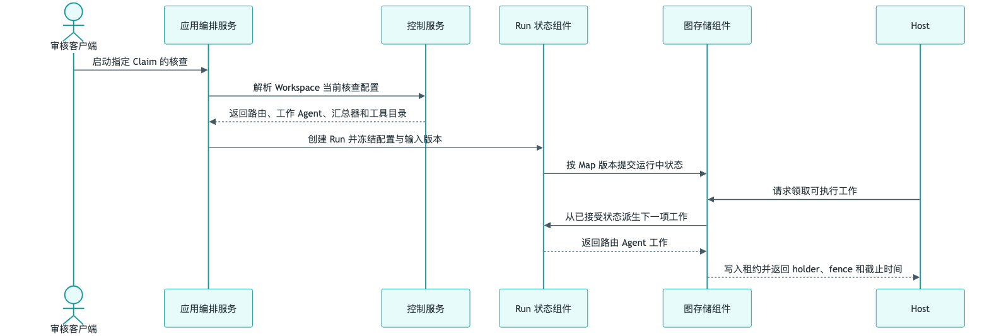 审核客户端
应用编排服务
控制服务
Run 状态组件
图存储组件
Host
启动指定 Claim 的核查
解析 Workspace 当前核查配置
返回路由、工作 Agent、汇总器和工具目录
创建 Run 并冻结配置与输入版本
按 Map 版本提交运行中状态
请求领取可执行工作
从已接受状态派生下一项工作
返回路由 Agent 工作
写入租约并返回 holder、fence 和截止时间
审核客户端
应用编排服务
控制服务
Run 状态组件
图存储组件
Host